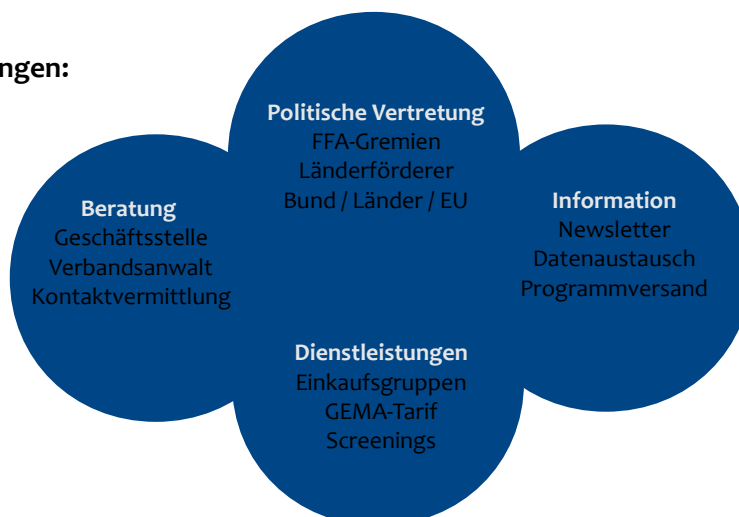 ngen:
Politische Vertretung
FFA-Gremien
Länderförderer
Bund / Länder / EU
Beratung
Geschäftsstelle
Verbandsanwalt
Kontaktvermittlung
Information
Newsletter
Datenaustausch
Programmversand
Dienstleistungen
Einkaufsgruppen
GEMA-Tarif
Screenings